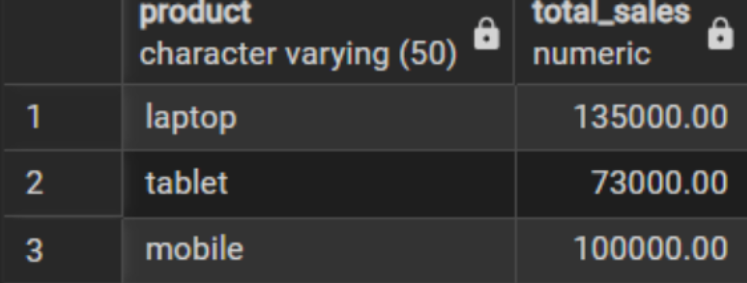 product total_sales
character varying (50) numeric
1 laptop 135000.00
2 tablet 73000.00
3 mobile 100000.00